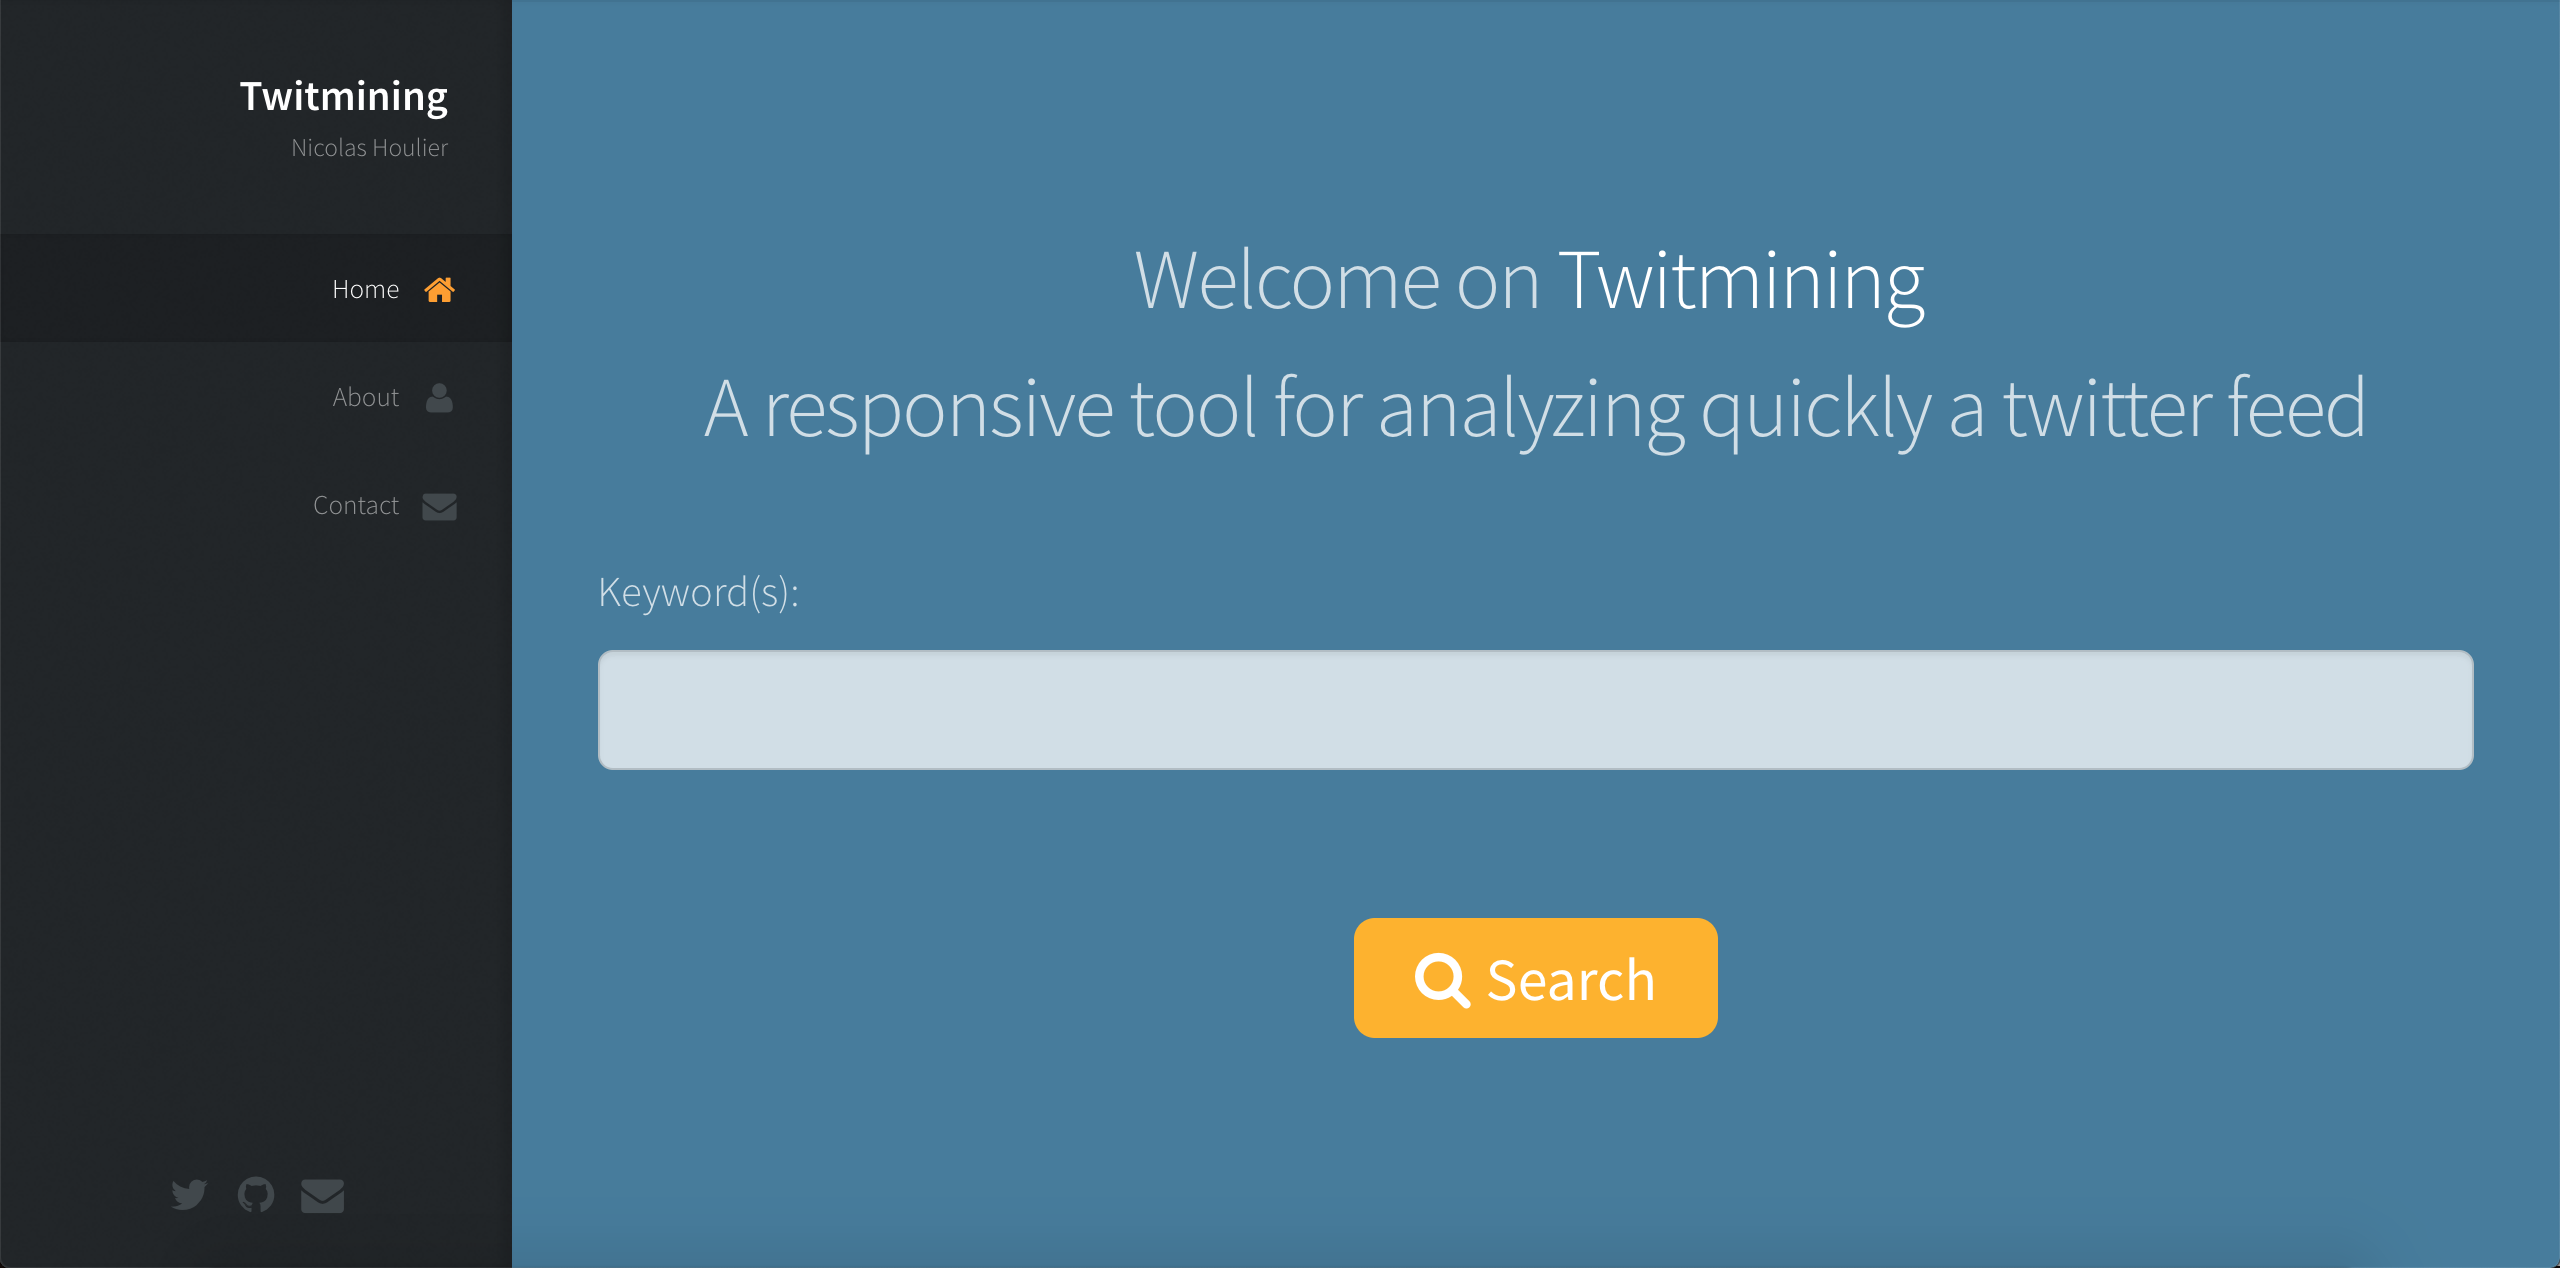 Twitmining
Nicolas Houlier
Home
About
Contact
Welcome on Twitmining
A responsive tool for analyzing quickly a twitter feed
Keyword(s):
Search